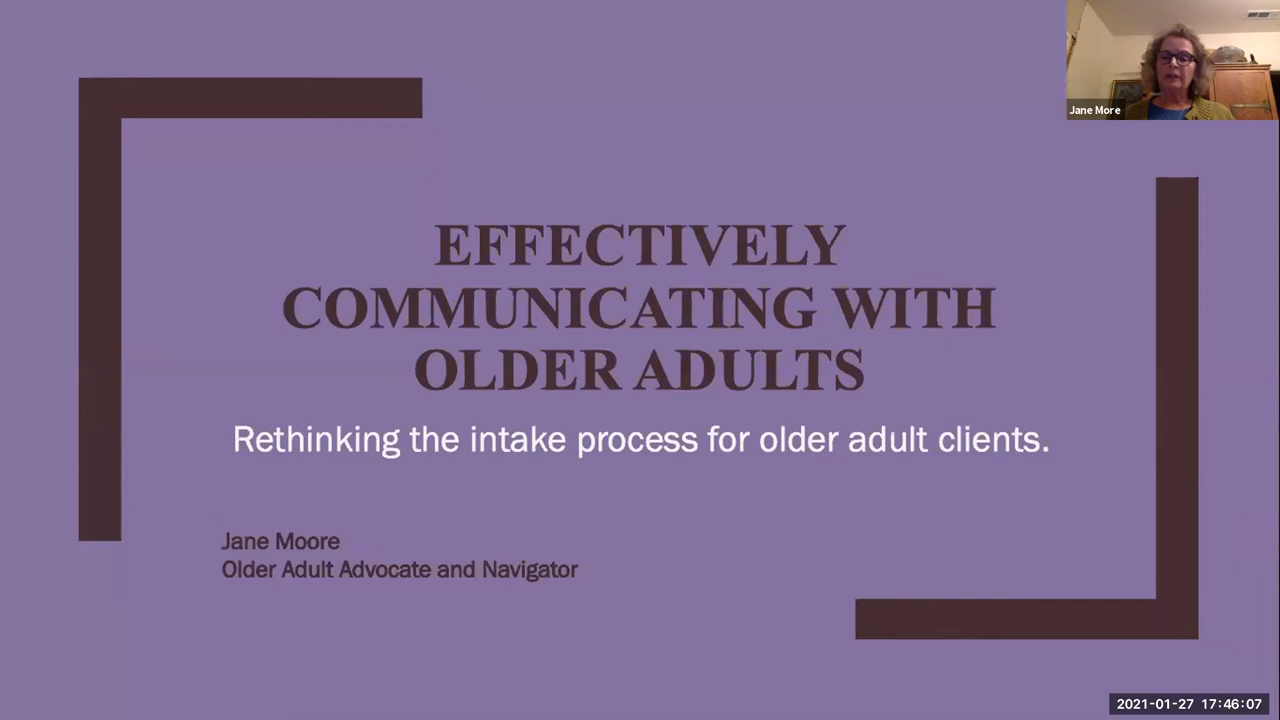 Jane More
EFFECTIVELY
COMMUNICATING WITH
OLDER ADULTS
Rethinking the intake process for older adult clients.
Jane Moore
Older Adult Advocate and Navigator
2021-01-27 17:46:07